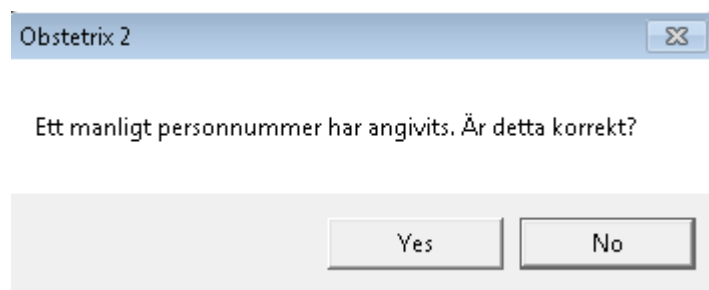 Obstetrix 2
Ett manligt personnummer har angivits. Är detta korrekt?
Yes No